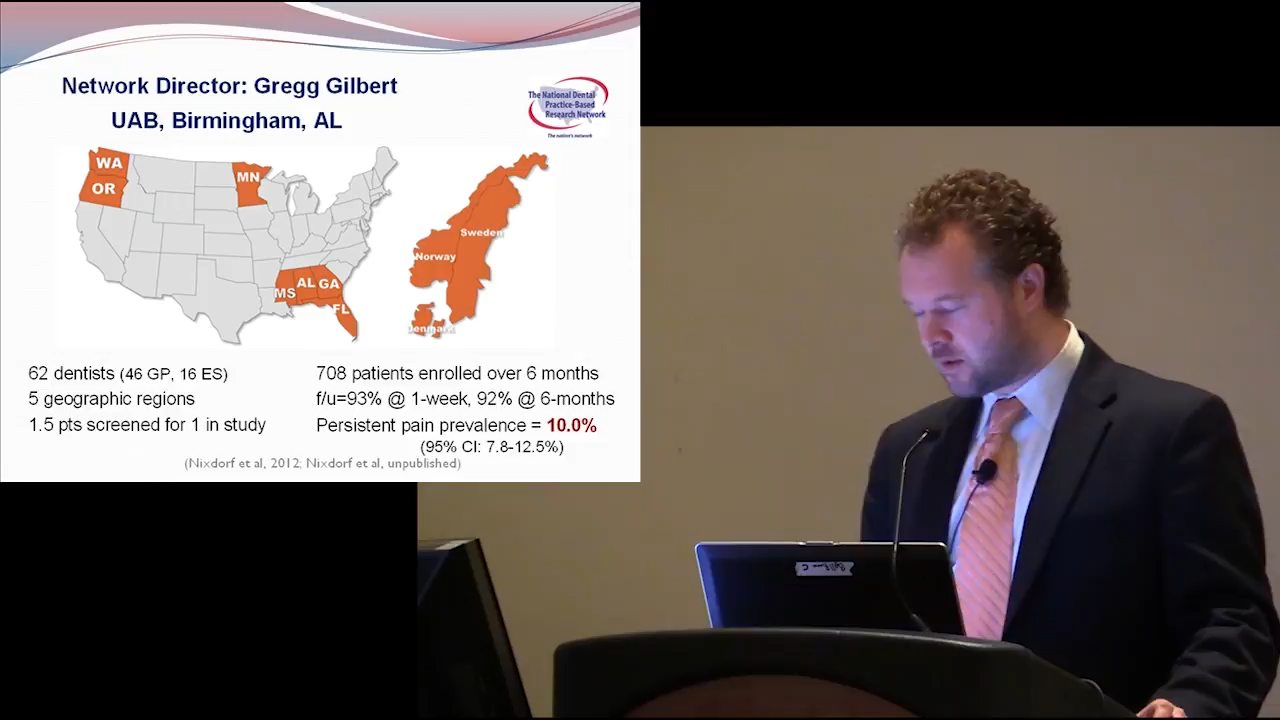 Network Director: Gregg Gilbert
UAB, Birmingham, AL
The National Dental
Practice-Based
Research Network
The nation's network
WA
OR
MN
MS
AL
GA
FL
Sweden
Norway
Denmark
62 dentists (46 GP, 16 ES)
5 geographic regions
1.5 pts screened for 1 in study
708 patients enrolled over 6 months
f/u=93% @ 1-week, 92% @ 6-months
Persistent pain prevalence = 10.0%
(95% CI: 7.8-12.5%)
(Nixdorf et al, 2012; Nixdorf et al, unpublished)